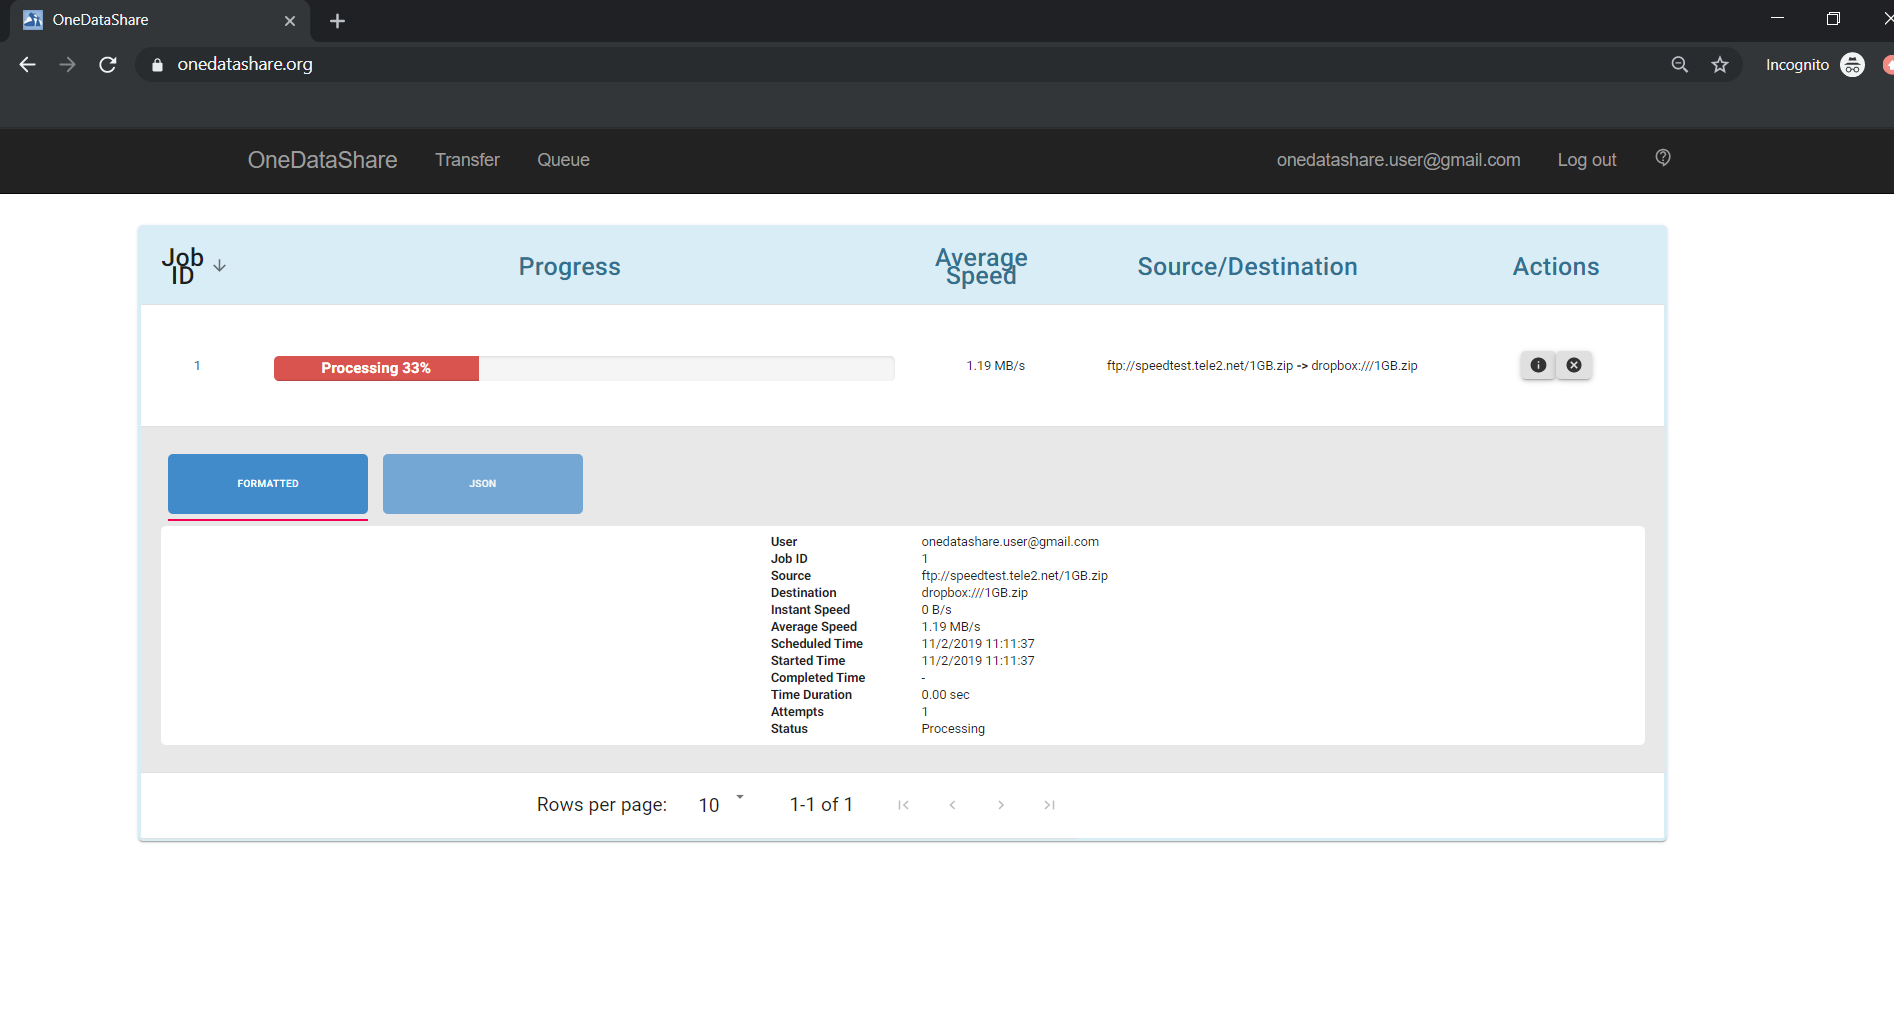 OneDataShare
onedatashare.org
Incognito
OneDataShare Transfer Queue onedatashare.user@gmail.com Log out
Job ID Progress Average Speed Source/Destination Actions
1 Processing 33% 1.19 MB/s ftp://speedtest.tele2.net/1GB.zip -> dropbox:///1GB.zip
FORMATTED JSON
User onedatashare.user@gmail.com
Job ID 1
Source ftp://speedtest.tele2.net/1GB.zip
Destination dropbox:///1GB.zip
Instant Speed 0 B/s
Average Speed 1.19 MB/s
Scheduled Time 11/2/2019 11:11:37
Started Time 11/2/2019 11:11:37
Completed Time -
Time Duration 0.00 sec
Attempts 1
Status Processing
Rows per page: 10 1-1 of 1